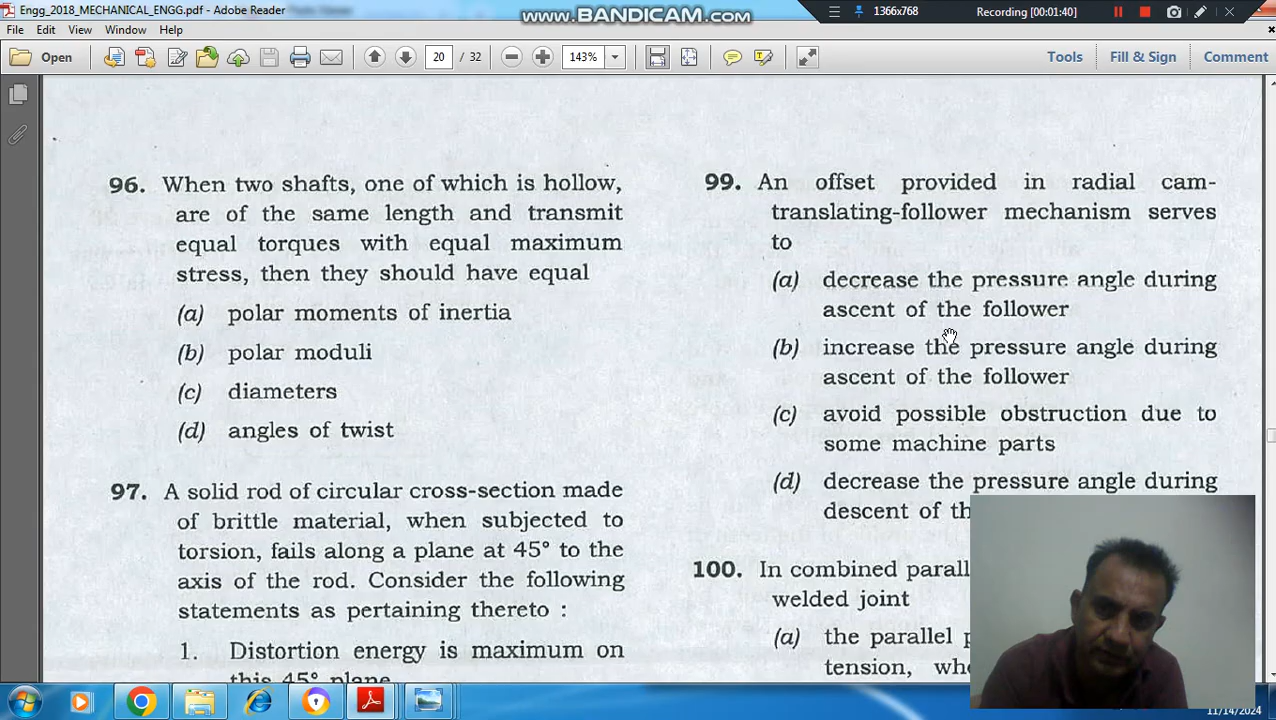 Engg_2018_MECHANICAL_ENGG.pdf - Adobe Reader
www.BANDICAM.com
1366x768
Recording [00:01:40]
File Edit View Window Help
Open
20 / 32
143%
Tools
Fill & Sign
Comment
96. When two shafts, one of which is hollow,
are of the same length and transmit
equal torques with equal maximum
stress, then they should have equal
(a) polar moments of inertia
(b) polar moduli
(c) diameters
(d) angles of twist
97. A solid rod of circular cross-section made
of brittle material, when subjected to
torsion, fails along a plane at 45° to the
axis of the rod. Consider the following
statements as pertaining thereto :
1. Distortion energy is maximum on
this 45° plane
99. An offset provided in radial cam-
translating-follower mechanism serves
to
(a) decrease the pressure angle during
ascent of the follower
(b) increase the pressure angle during
ascent of the follower
(c) avoid possible obstruction due to
some machine parts
(d) decrease the pressure angle during
descent of th
100. In combined parall
welded joint
(a) the parallel p
tension, wh
11/14/2024